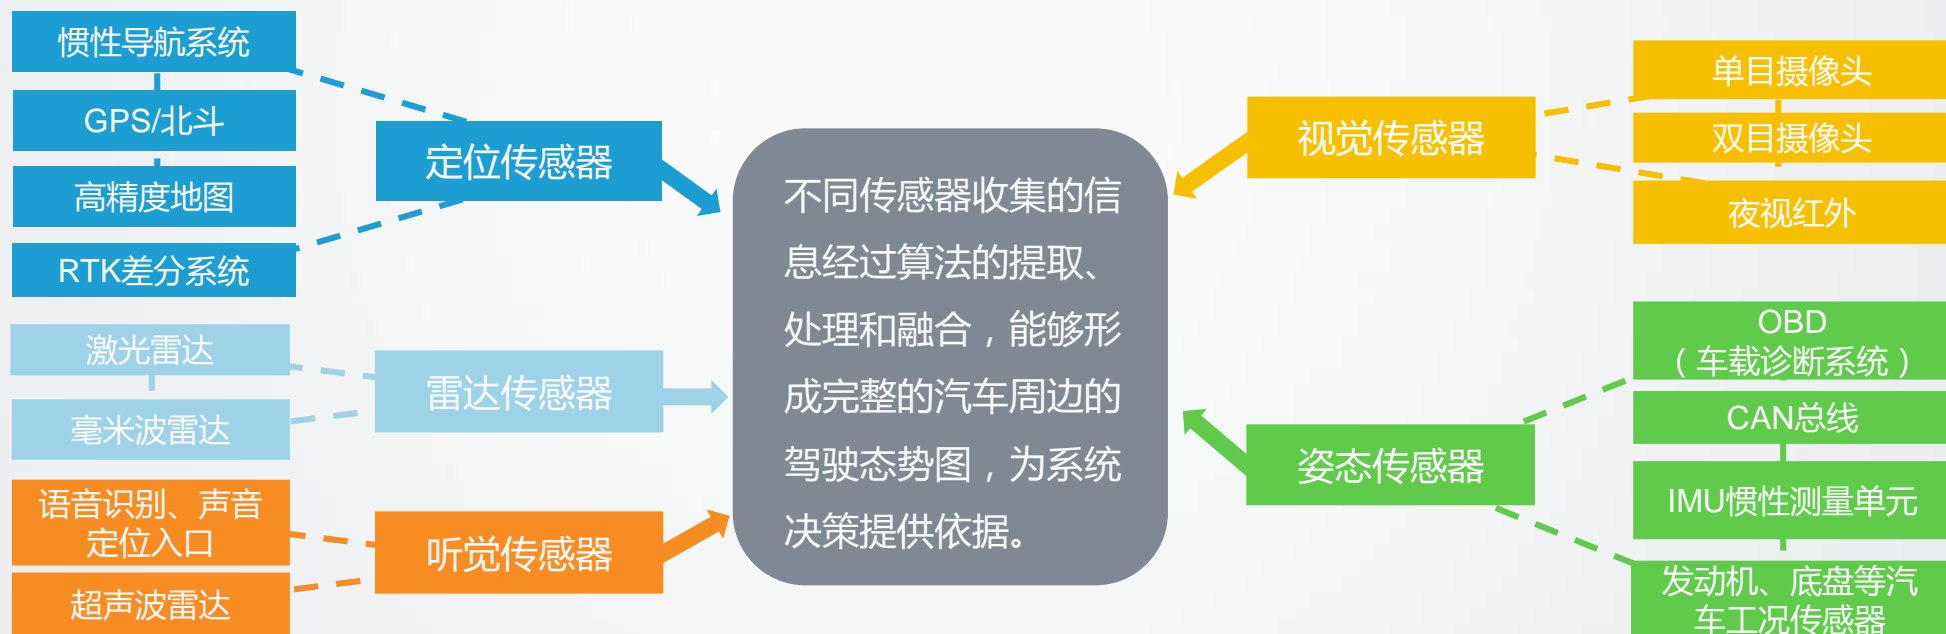 惯性导航系统
GPS/北斗
高精度地图
RTK差分系统
定位传感器
激光雷达
毫米波雷达
雷达传感器
语音识别、声音
定位入口
超声波雷达
听觉传感器
不同传感器收集的信
息经过算法的提取、
处理和融合，能够形
成完整的汽车周边的
驾驶态势图，为系统
决策提供依据。
视觉传感器
单目摄像头
双目摄像头
夜视红外
姿态传感器
OBD
（车载诊断系统）
CAN总线
IMU惯性测量单元
发动机、底盘等汽
车工况传感器